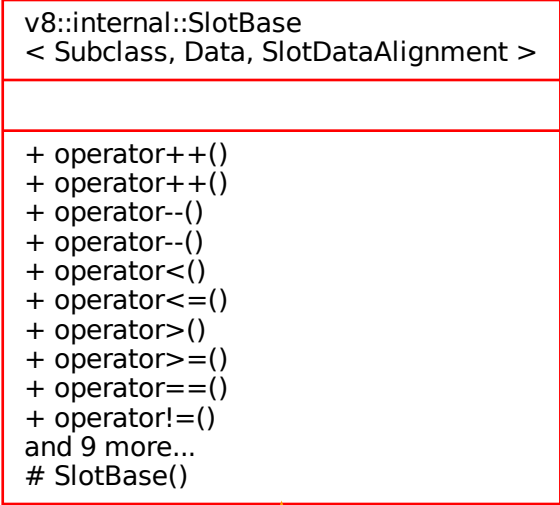 v8::internal::SlotBase
< Subclass, Data, SlotDataAlignment >
+ operator++()
+ operator++()
+ operator--()
+ operator--()
+ operator<()
+ operator<=()
+ operator>()
+ operator>=()
+ operator==()
+ operator!=()
and 9 more...
# SlotBase()